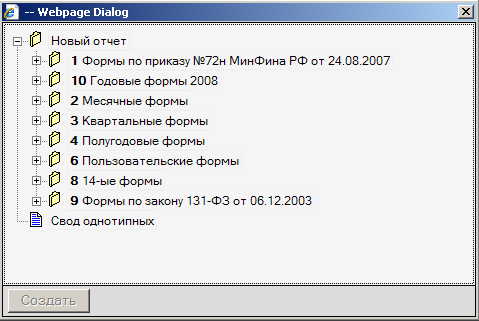 -- Webpage Dialog
Новый отчет
1 Формы по приказу №72н МинФина РФ от 24.08.2007
10 Годовые формы 2008
2 Месячные формы
3 Квартальные формы
4 Полугодовые формы
6 Пользовательские формы
8 14-ые формы
9 Формы по закону 131-ФЗ от 06.12.2003
Свод однотипных
Создать